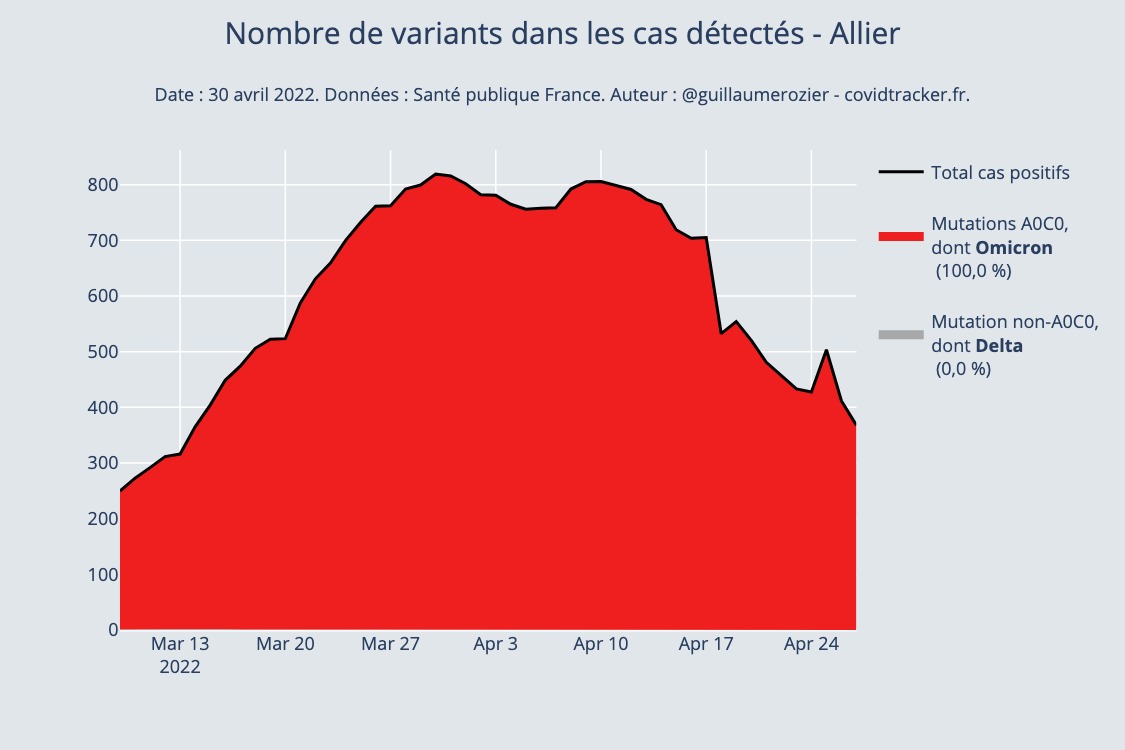 Nombre de variants dans les cas détectés - Allier
Date : 30 avril 2022. Données : Santé publique France. Auteur : @guillaumerozier - covidtracker.fr.
800
700
600
500
400
300
200
100
0
Mar 13
2022
Mar 20
Mar 27
Apr 3
Apr 10
Apr 17
Apr 24
Total cas positifs
Mutations A0C0,
dont Omicron
(100,0 %)
Mutation non-A0C0,
dont Delta
(0,0 %)